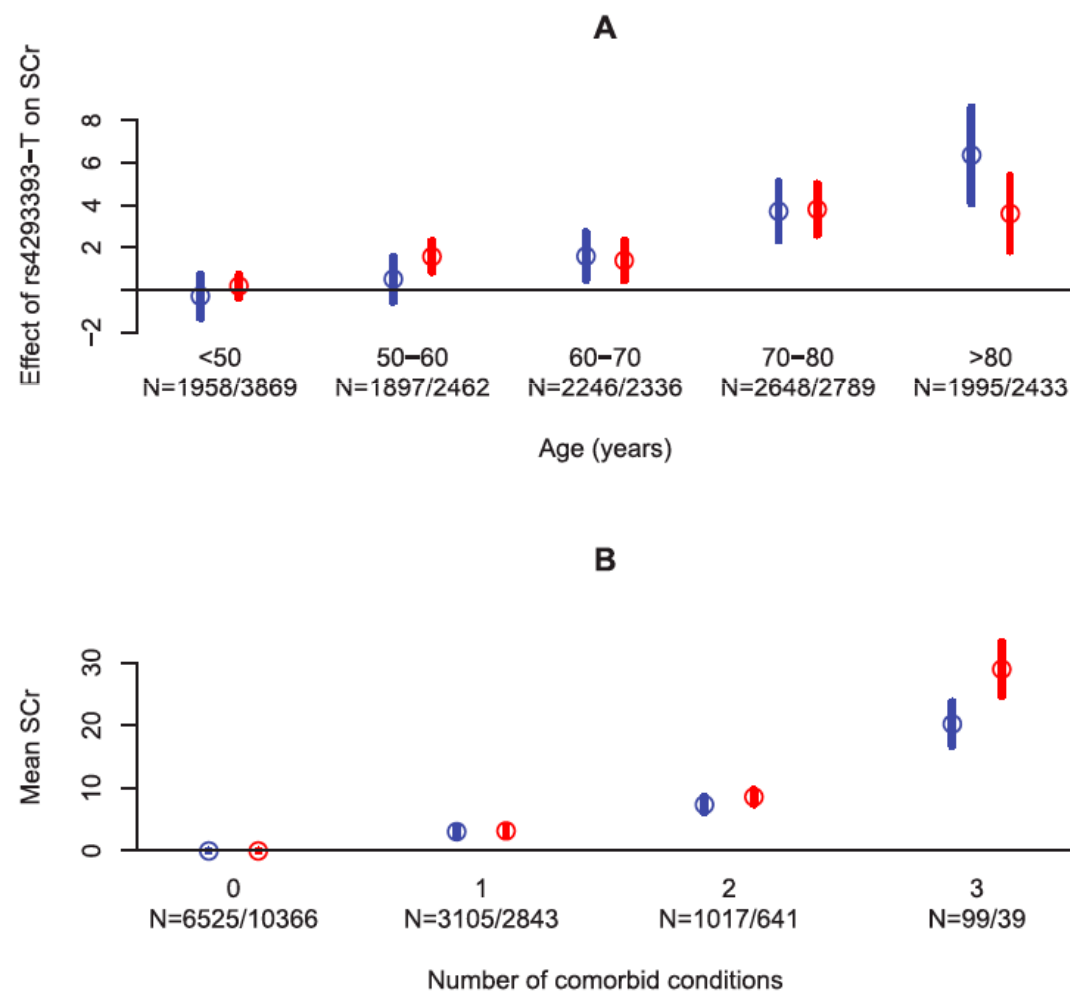 A
Effect of rs4293393−T on SCr
8
6
4
2
−2
<50 50−60 60−70 70−80 >80
N=1958/3869 N=1897/2462 N=2246/2336 N=2648/2789 N=1995/2433
Age (years)
B
Mean SCr
30
20
10
0
0 1 2 3
N=6525/10366 N=3105/2843 N=1017/641 N=99/39
Number of comorbid conditions